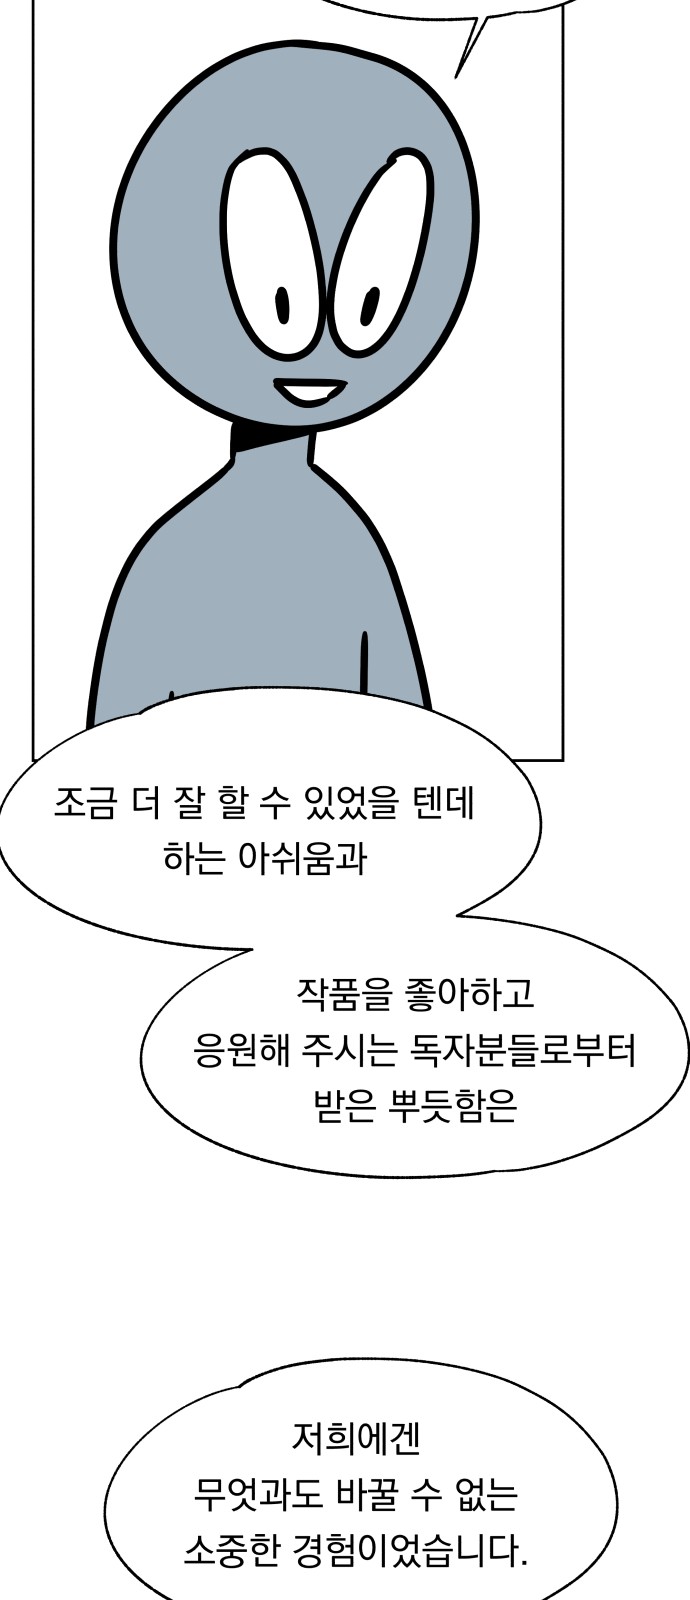 조금 더 잘 할 수 있었을 텐데
하는 아쉬움과
작품을 좋아하고
응원해 주시는 독자분들로부터
받은 뿌듯함은
저희에겐
무엇과도 바꿀 수 없는
소중한 경험이었습니다.